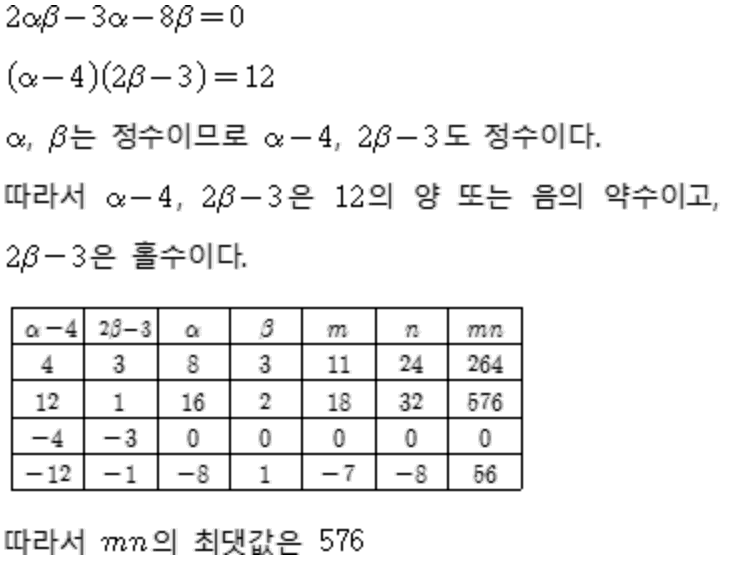 2αβ−3α−8β=0
(α−4)(2β−3)=12
α, β는 정수이므로 α−4, 2β−3도 정수이다.
따라서 α−4, 2β−3은 12의 양 또는 음의 약수이고,
2β−3은 홀수이다.
α−4 2β−3 α β m n mn
4 3 8 3 11 24 264
12 1 16 2 18 32 576
−4 −3 0 0 0 0 0
−12 −1 −8 1 −7 −8 56
따라서 mn의 최댓값은 576